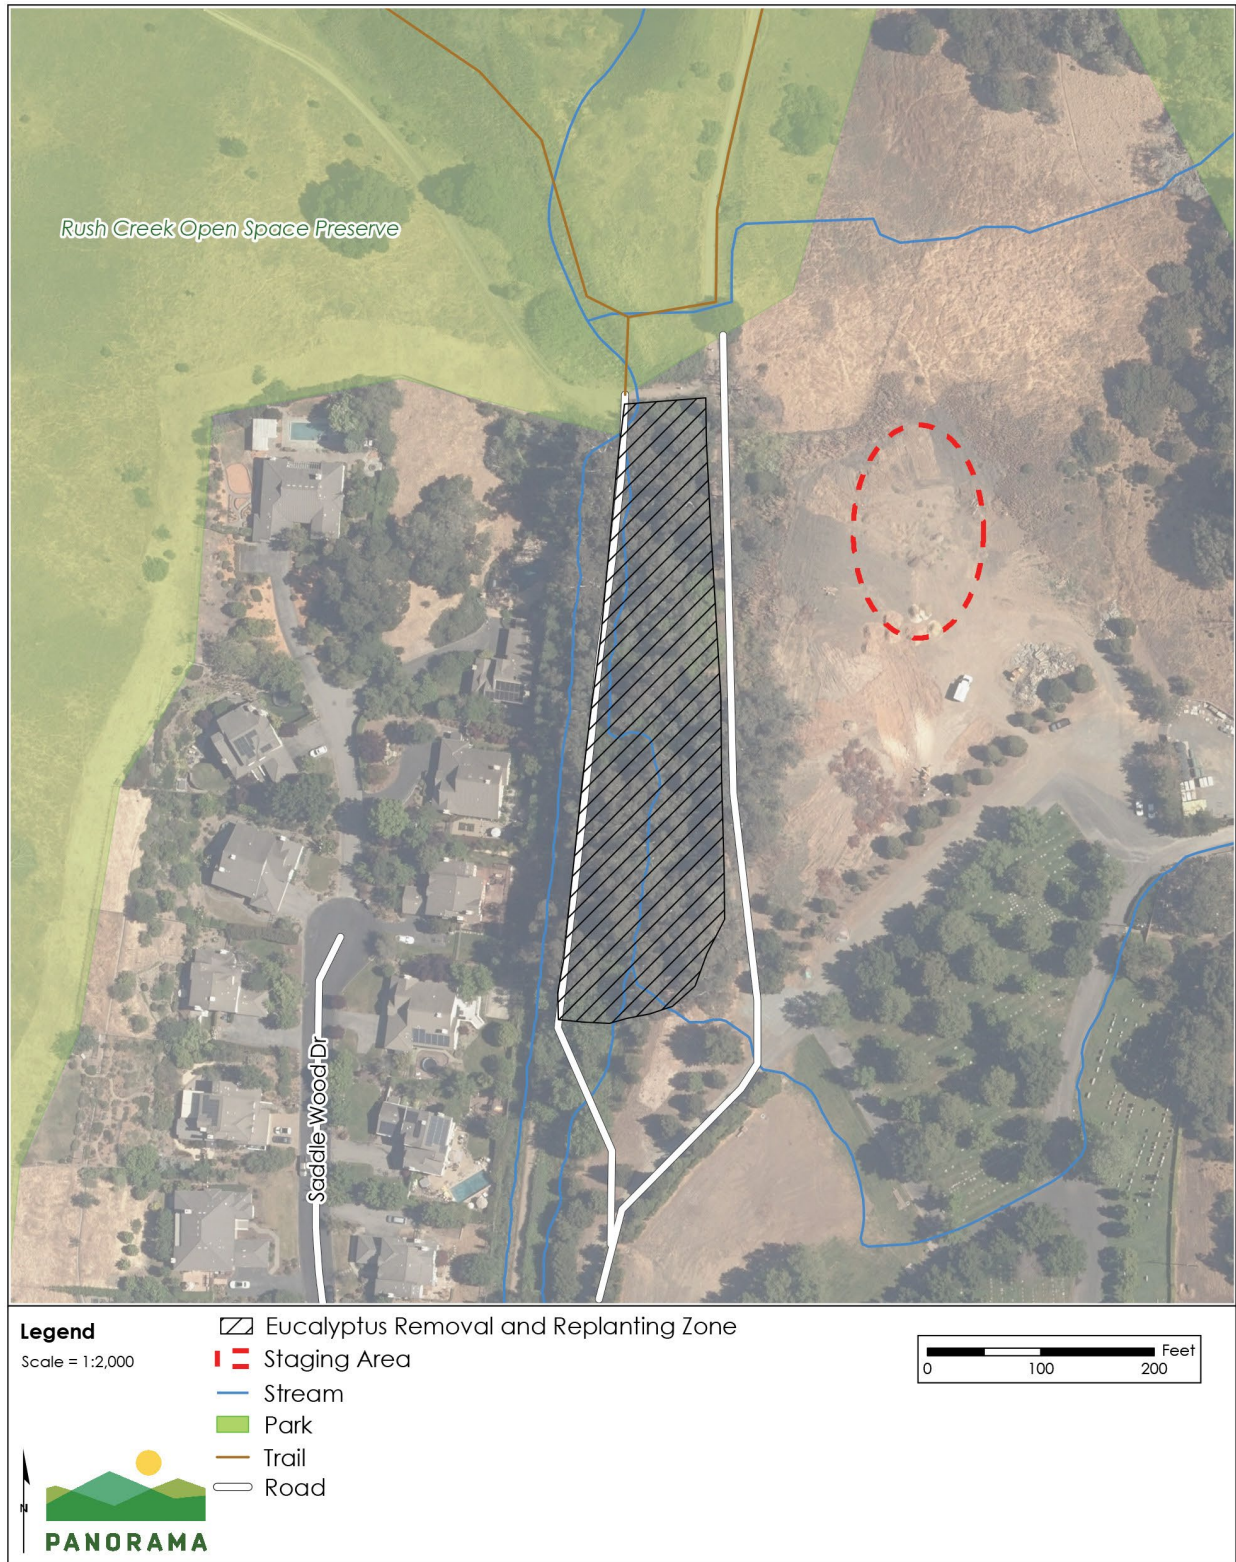 Rush Creek Open Space Preserve
Saddle Wood Dr
Legend
Scale = 1:2,000
Eucalyptus Removal and Replanting Zone
Staging Area
Stream
Park
Trail
Road
Feet
0 100 200
N
PANORAMA